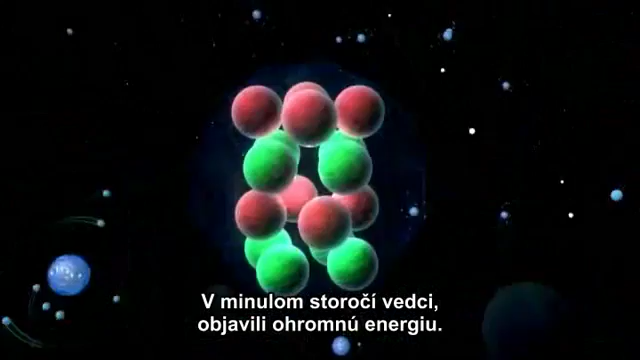 V minulom storočí vedci,
objavili ohromnú energiu.